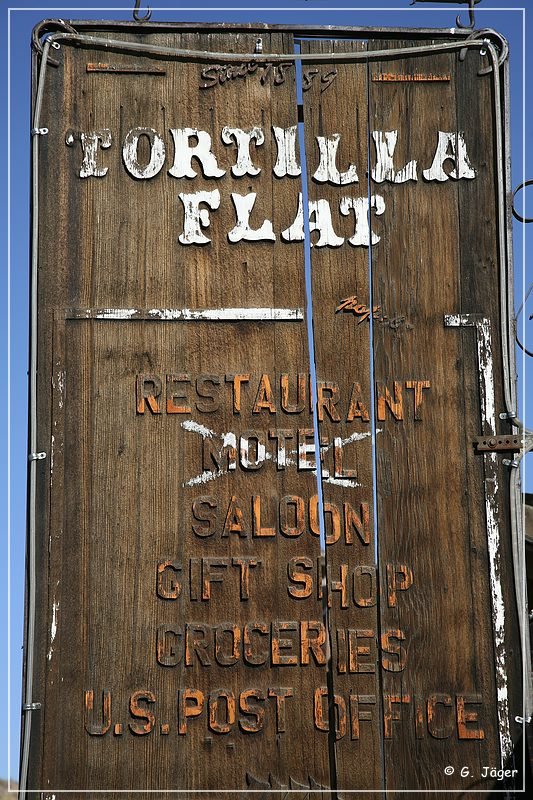 TORTILLA
FLAT
RESTAURANT
MOTEL
SALOON
GIFT SHOP
GROCERIES
U.S. POST OFFICE
© G. Jäger